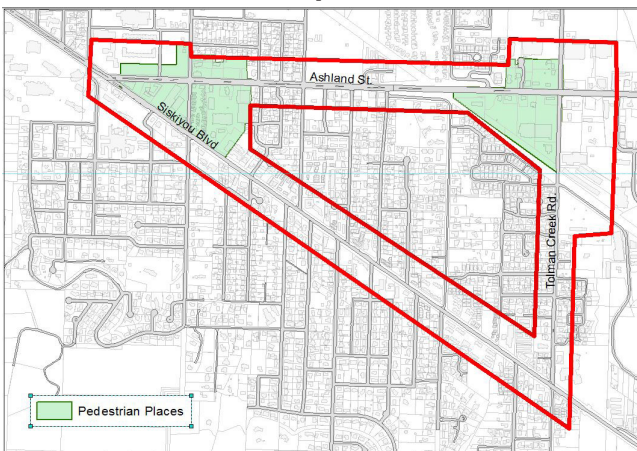 Ashland St.
Siskiyou Blvd
Tolman Creek Rd.
Pedestrian Places